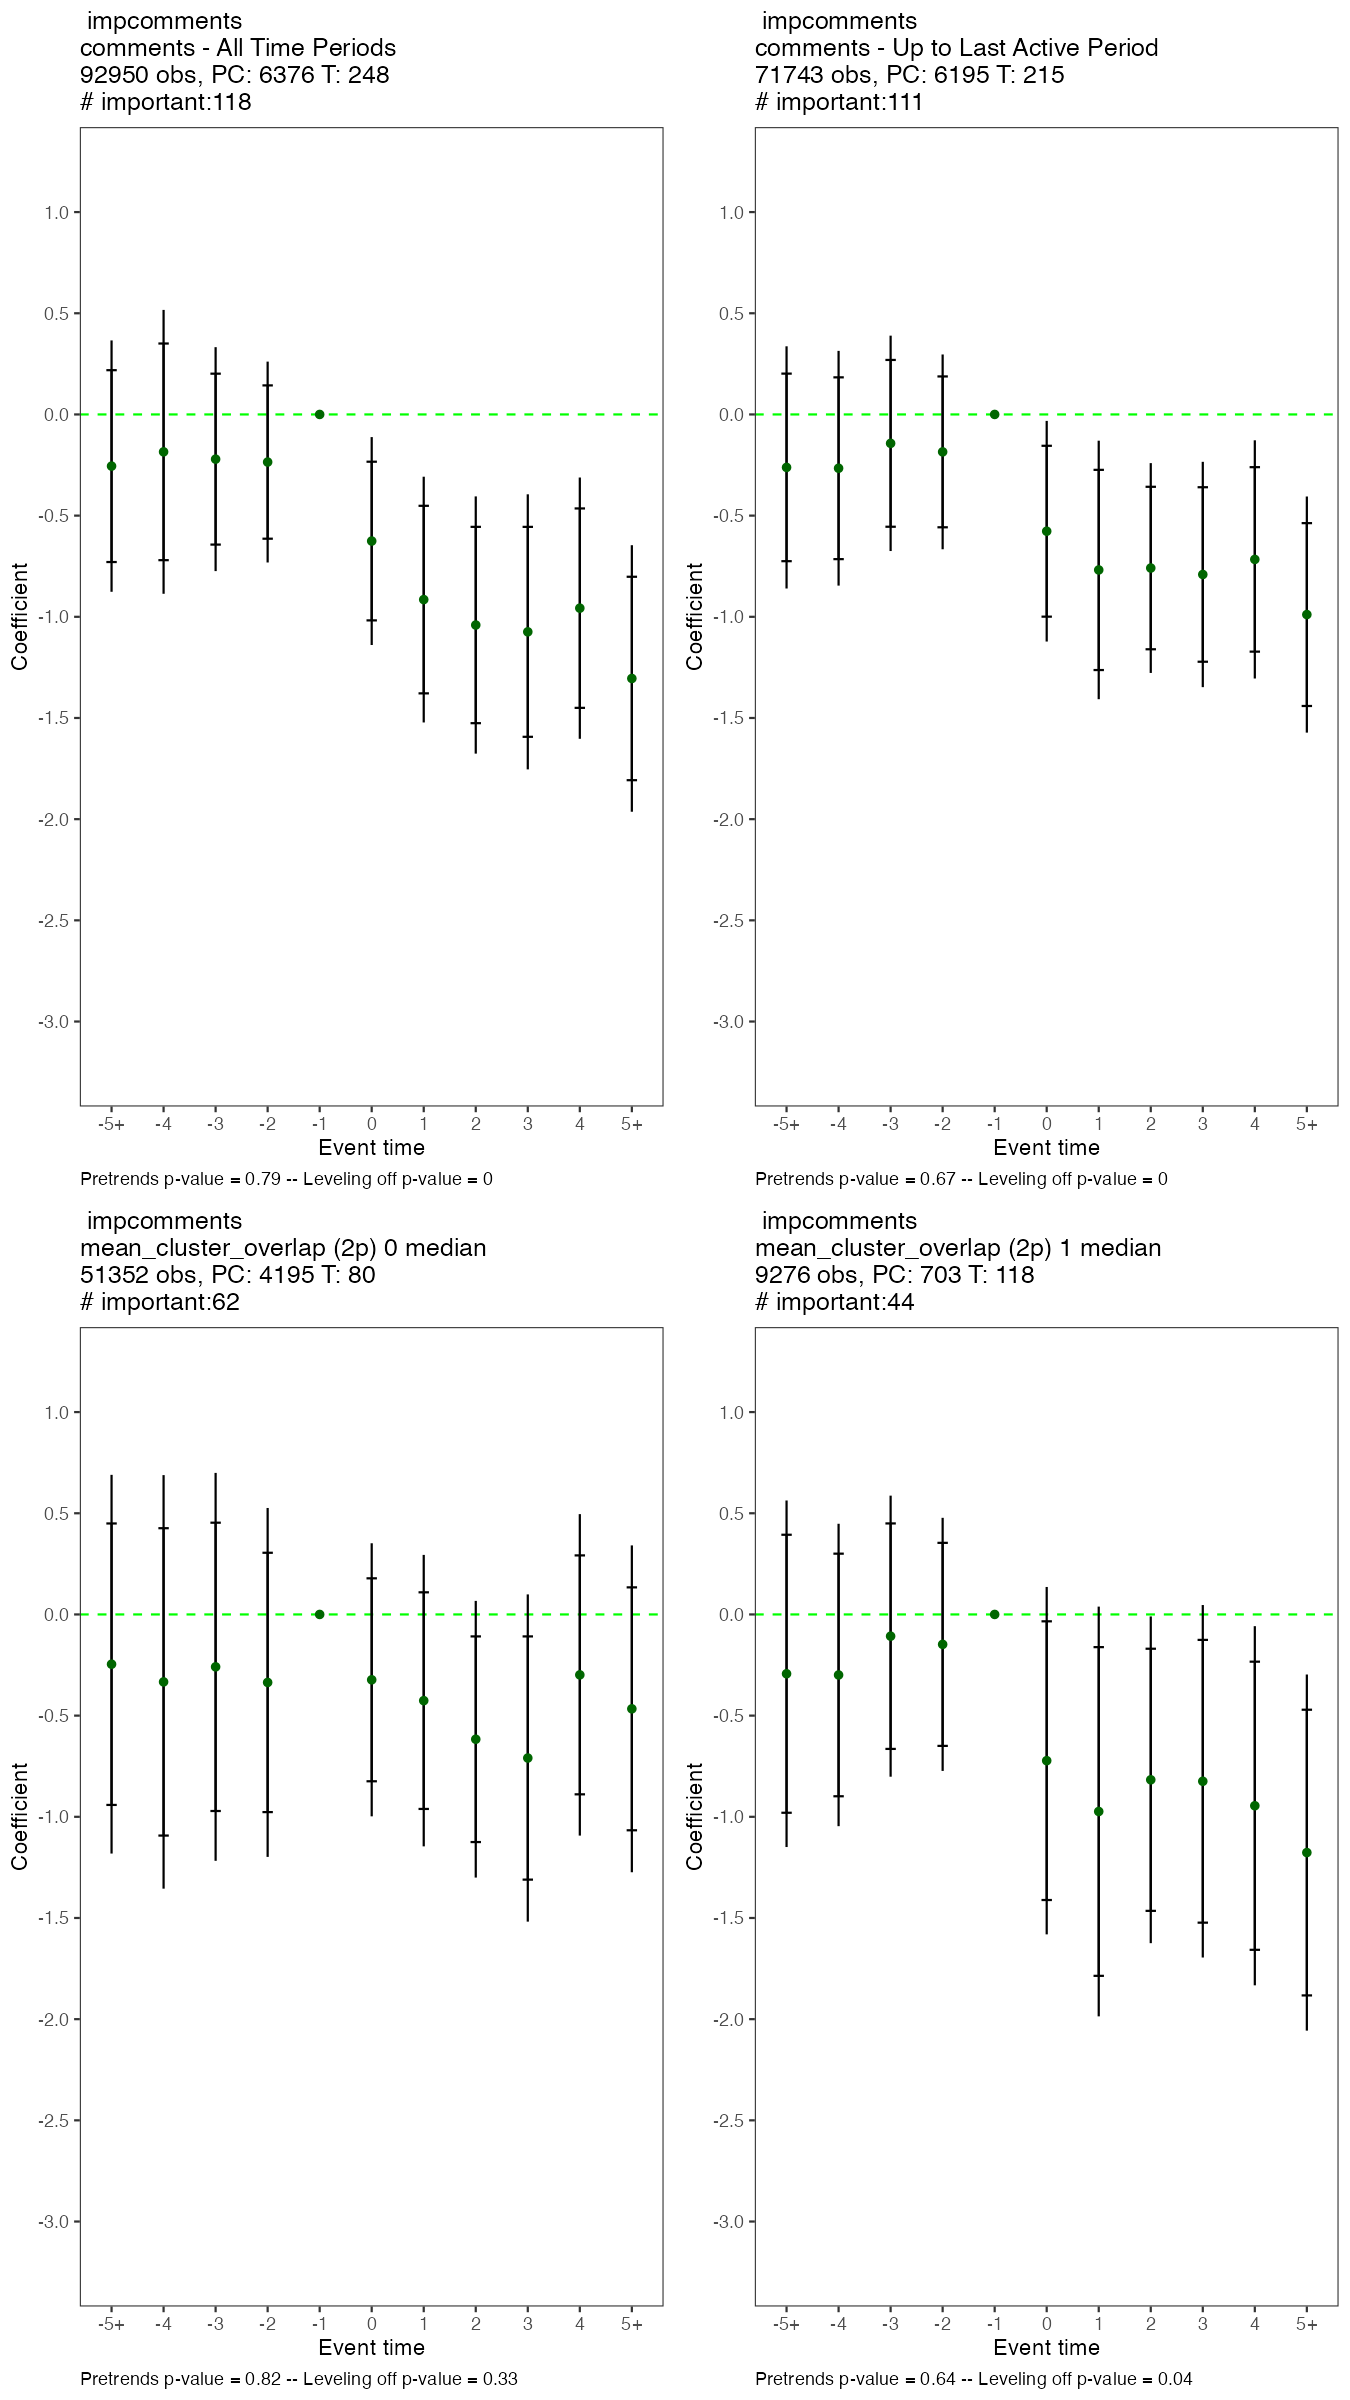 impcomments
comments - All Time Periods
92950 obs, PC: 6376 T: 248
# important:118
1.0
0.5
0.0
-0.5
-1.0
-1.5
-2.0
-2.5
-3.0
Coefficient
-5+ -4 -3 -2 -1 0 1 2 3 4 5+
Event time
Pretrends p-value = 0.79 -- Leveling off p-value = 0
impcomments
comments - Up to Last Active Period
71743 obs, PC: 6195 T: 215
# important:111
1.0
0.5
0.0
-0.5
-1.0
-1.5
-2.0
-2.5
-3.0
Coefficient
-5+ -4 -3 -2 -1 0 1 2 3 4 5+
Event time
Pretrends p-value = 0.67 -- Leveling off p-value = 0
impcomments
mean_cluster_overlap (2p) 0 median
51352 obs, PC: 4195 T: 80
# important:62
1.0
0.5
0.0
-0.5
-1.0
-1.5
-2.0
-2.5
-3.0
Coefficient
-5+ -4 -3 -2 -1 0 1 2 3 4 5+
Event time
Pretrends p-value = 0.82 -- Leveling off p-value = 0.33
impcomments
mean_cluster_overlap (2p) 1 median
9276 obs, PC: 703 T: 118
# important:44
1.0
0.5
0.0
-0.5
-1.0
-1.5
-2.0
-2.5
-3.0
Coefficient
-5+ -4 -3 -2 -1 0 1 2 3 4 5+
Event time
Pretrends p-value = 0.64 -- Leveling off p-value = 0.04